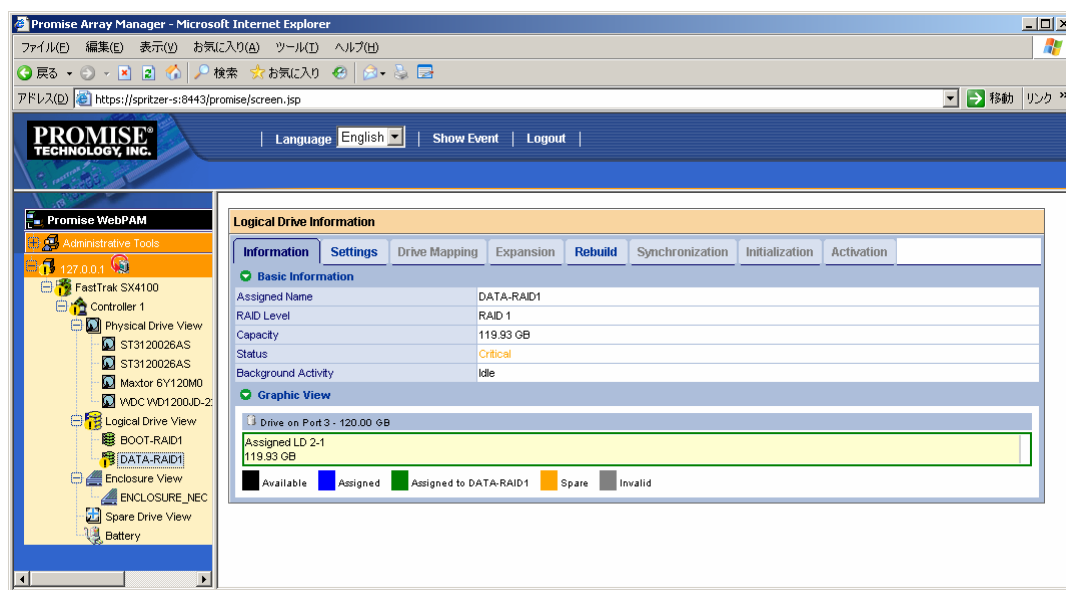 Promise Array Manager - Microsoft Internet Explorer
ファイル(F) 編集(E) 表示(V) お気に入り(A) ツール(T) ヘルプ(H)
戻る 検索 お気に入り
アドレス(D) https://spritzer-s:8443/promise/screen.jsp 移動 リンク »
PROMISE®
TECHNOLOGY, INC.
| Language English | Show Event | Logout |
Promise WebPAM
Administrative Tools
127.0.0.1
FastTrak SX4100
Controller 1
Physical Drive View
ST3120026AS
ST3120026AS
Maxtor 6Y120M0
WDC WD1200JD-2
Logical Drive View
BOOT-RAID1
DATA-RAID1
Enclosure View
ENCLOSURE_NEC
Spare Drive View
Battery
Logical Drive Information
Information Settings Drive Mapping Expansion Rebuild Synchronization Initialization Activation
Basic Information
Assigned Name DATA-RAID1
RAID Level RAID 1
Capacity 119.93 GB
Status Critical
Background Activity Idle
Graphic View
Drive on Port 3 - 120.00 GB
Assigned LD 2-1
119.93 GB
Available Assigned Assigned to DATA-RAID1 Spare Invalid